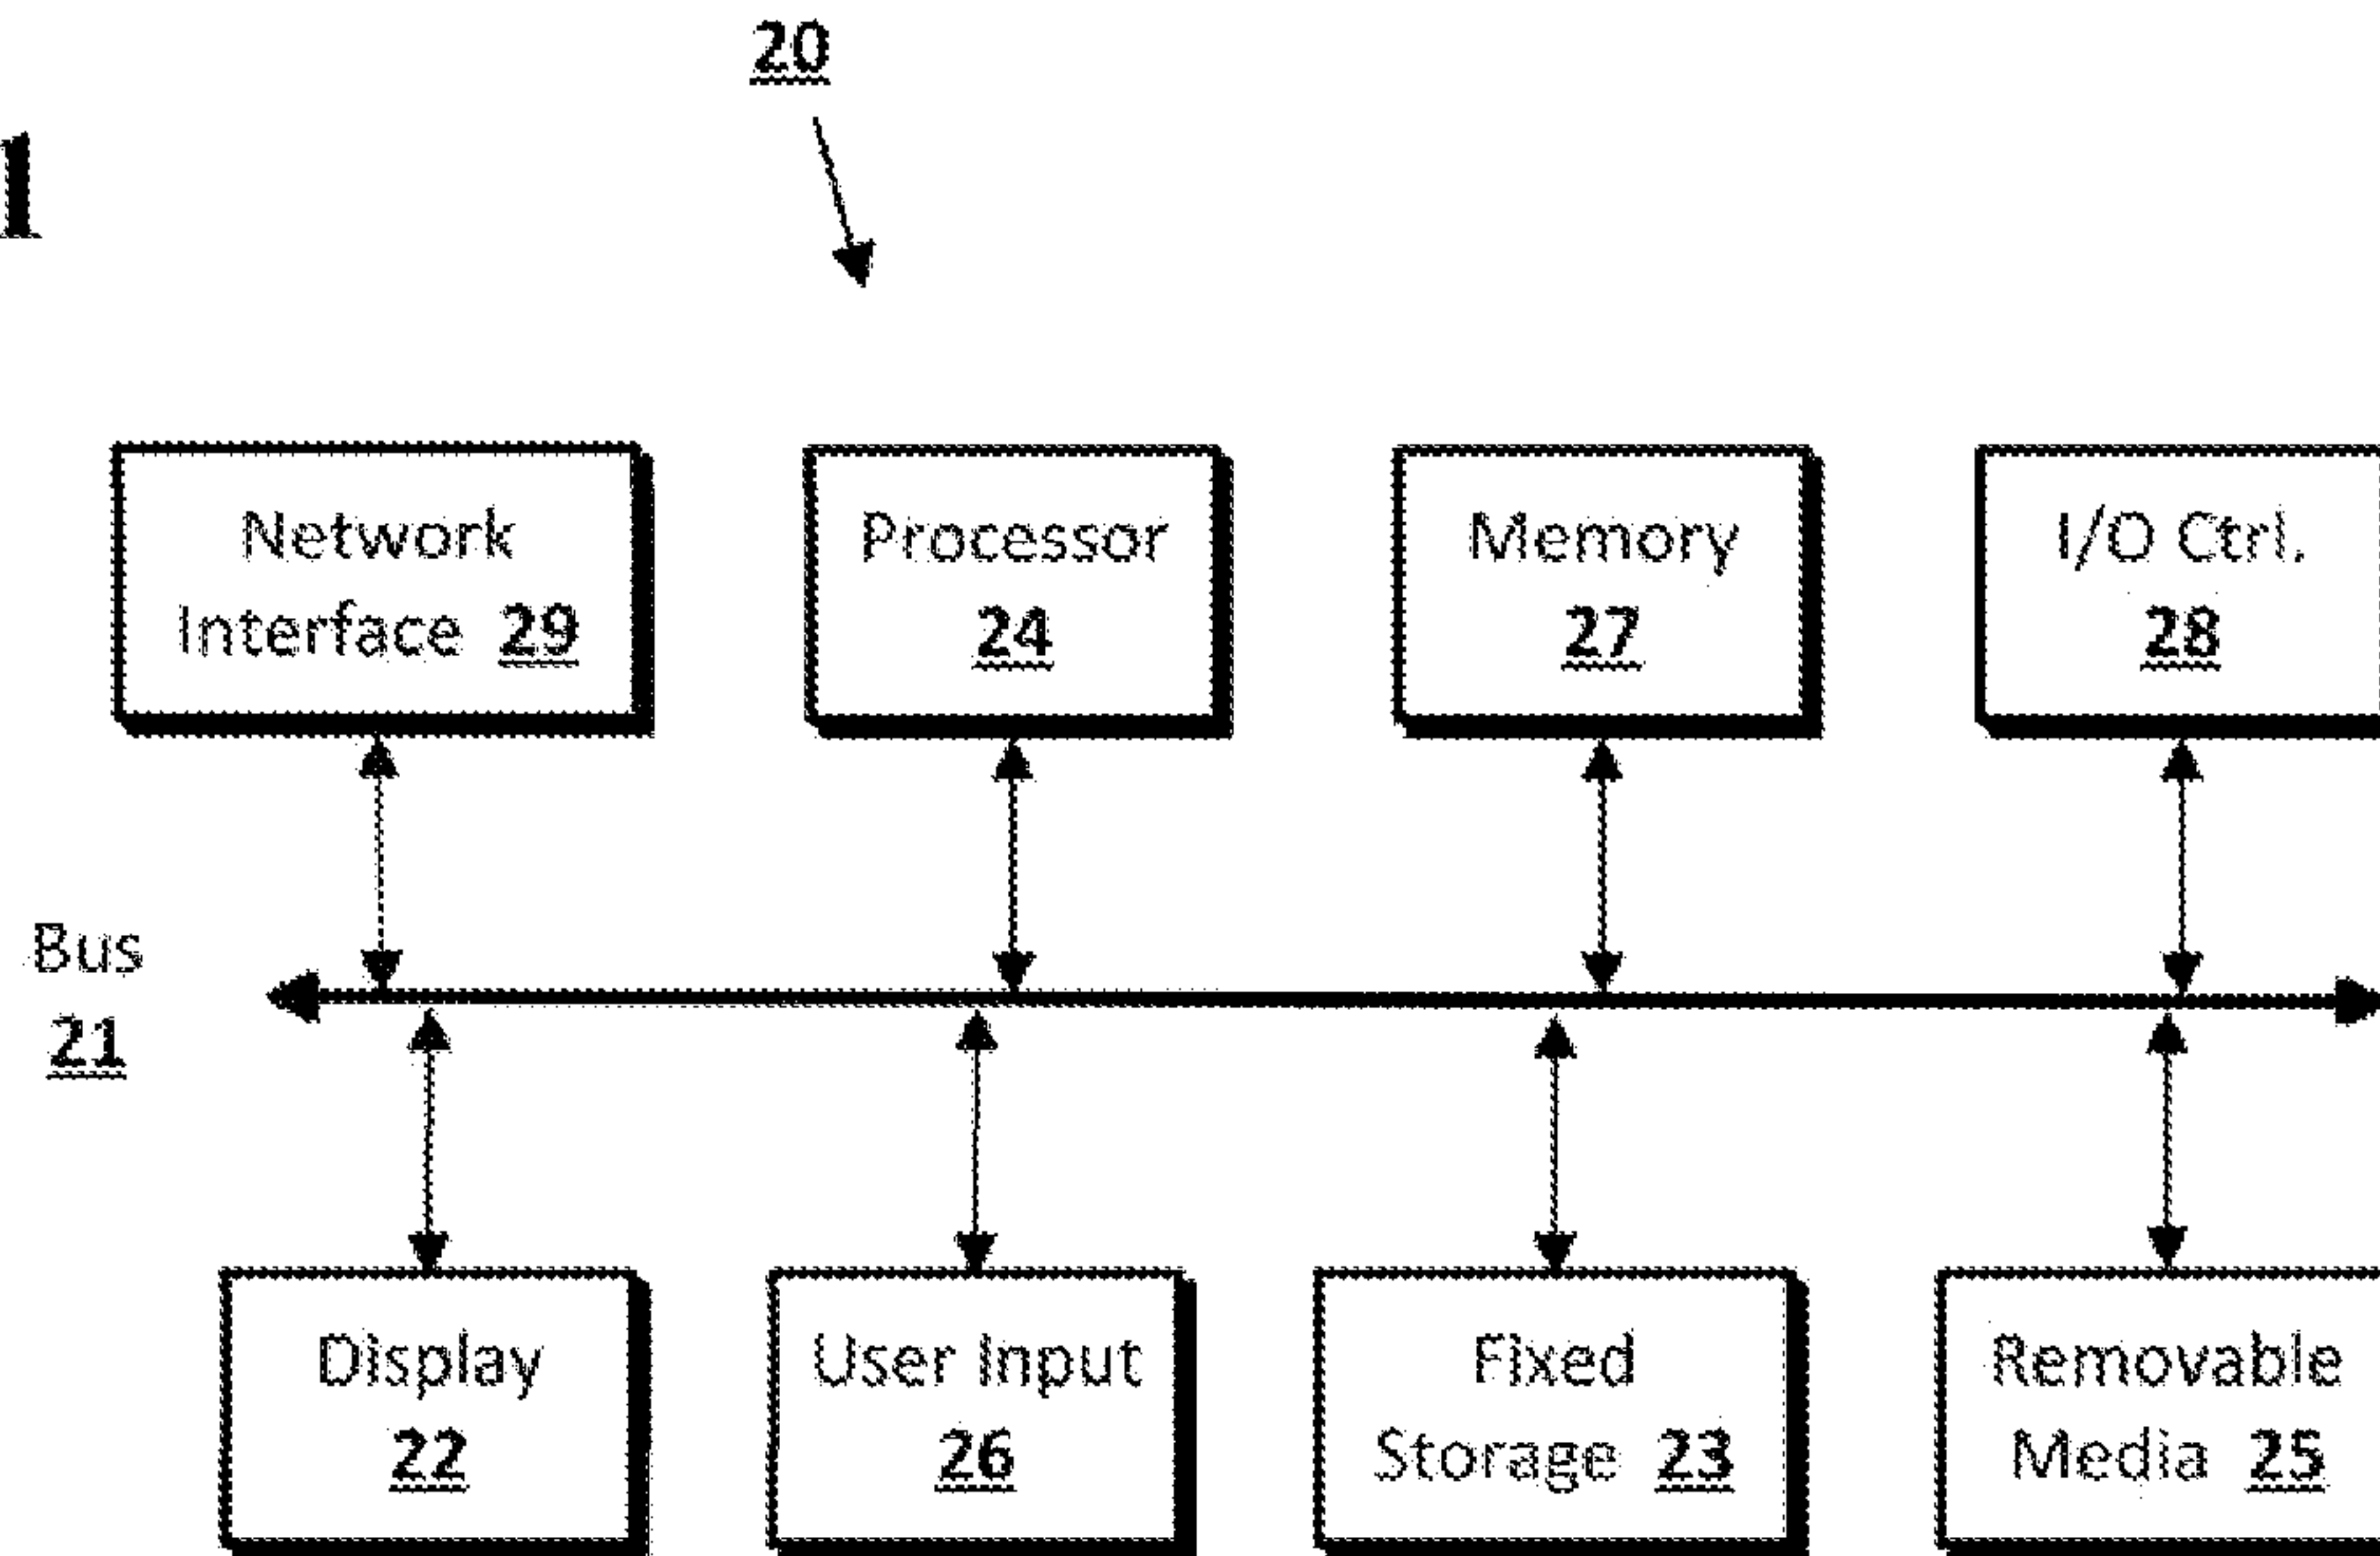 20
1
Network
Interface 29
Processor
24
Memory
27
I/O Ctrl.
28
Bus
21
Display
22
User Input
26
Fixed
Storage 23
Removable
Media 25